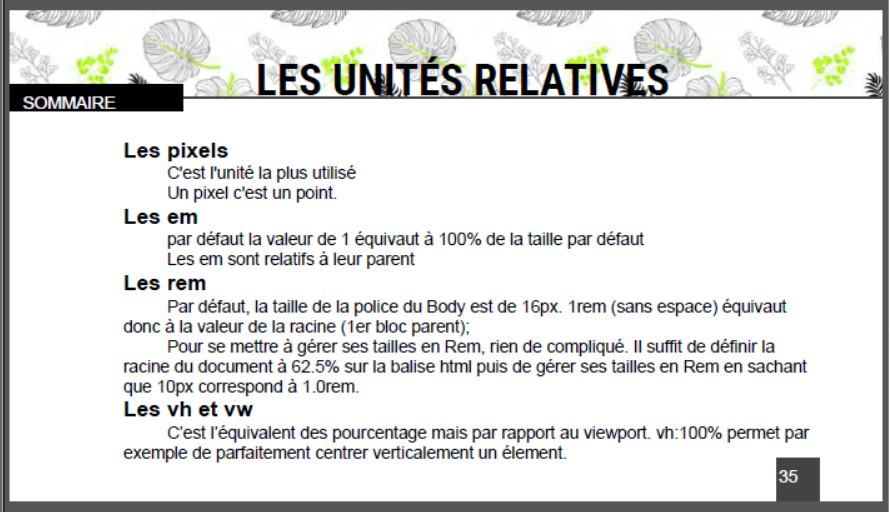 LES UNITÉS RELATIVES
SOMMAIRE
Les pixels
C'est l'unité la plus utilisé
Un pixel c'est un point.
Les em
par défaut la valeur de 1 équivaut à 100% de la taille par défaut
Les em sont relatifs à leur parent
Les rem
Par défaut, la taille de la police du Body est de 16px. 1rem (sans espace) équivaut
donc à la valeur de la racine (1er bloc parent);
Pour se mettre à gérer ses tailles en Rem, rien de compliqué. Il suffit de définir la
racine du document à 62.5% sur la balise html puis de gérer ses tailles en Rem en sachant
que 10px correspond à 1.0rem.
Les vh et vw
C'est l'équivalent des pourcentage mais par rapport au viewport. vh:100% permet par
exemple de parfaitement centrer verticalement un élement.
35